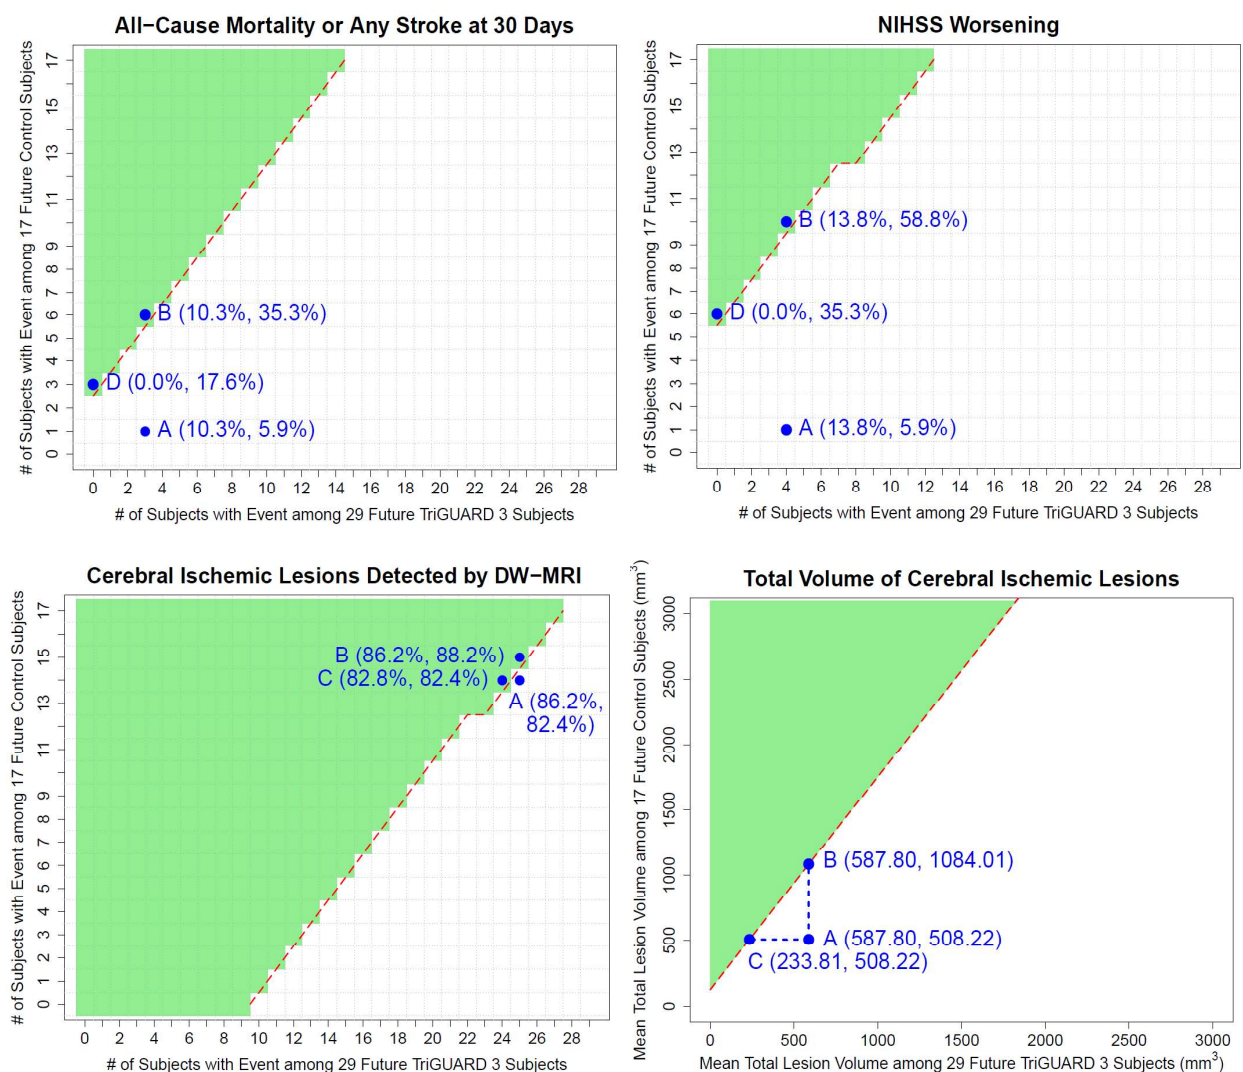 All−Cause Mortality or Any Stroke at 30 Days
# of Subjects with Event among 17 Future Control Subjects
17
15
13
11
9
8
7
6
5
4
3
2
1
0
B (10.3%, 35.3%)
D (0.0%, 17.6%)
A (10.3%, 5.9%)
0 2 4 6 8 10 12 14 16 18 20 22 24 26 28
# of Subjects with Event among 29 Future TriGUARD 3 Subjects
NIHSS Worsening
# of Subjects with Event among 17 Future Control Subjects
17
15
13
11
9
8
7
6
5
4
3
2
1
0
B (13.8%, 58.8%)
D (0.0%, 35.3%)
A (13.8%, 5.9%)
0 2 4 6 8 10 12 14 16 18 20 22 24 26 28
# of Subjects with Event among 29 Future TriGUARD 3 Subjects
Cerebral Ischemic Lesions Detected by DW−MRI
# of Subjects with Event among 17 Future Control Subjects
17
15
13
11
9
8
7
6
5
4
3
2
1
0
B (86.2%, 88.2%)
C (82.8%, 82.4%)
A (86.2%,
82.4%)
0 2 4 6 8 10 12 14 16 18 20 22 24 26 28
# of Subjects with Event among 29 Future TriGUARD 3 Subjects
Total Volume of Cerebral Ischemic Lesions
Mean Total Lesion Volume among 17 Future Control Subjects (mm³)
3000
2500
2000
1500
1000
500
0
B (587.80, 1084.01)
A (587.80, 508.22)
C (233.81, 508.22)
0 500 1000 1500 2000 2500 3000
Mean Total Lesion Volume among 29 Future TriGUARD 3 Subjects (mm³)